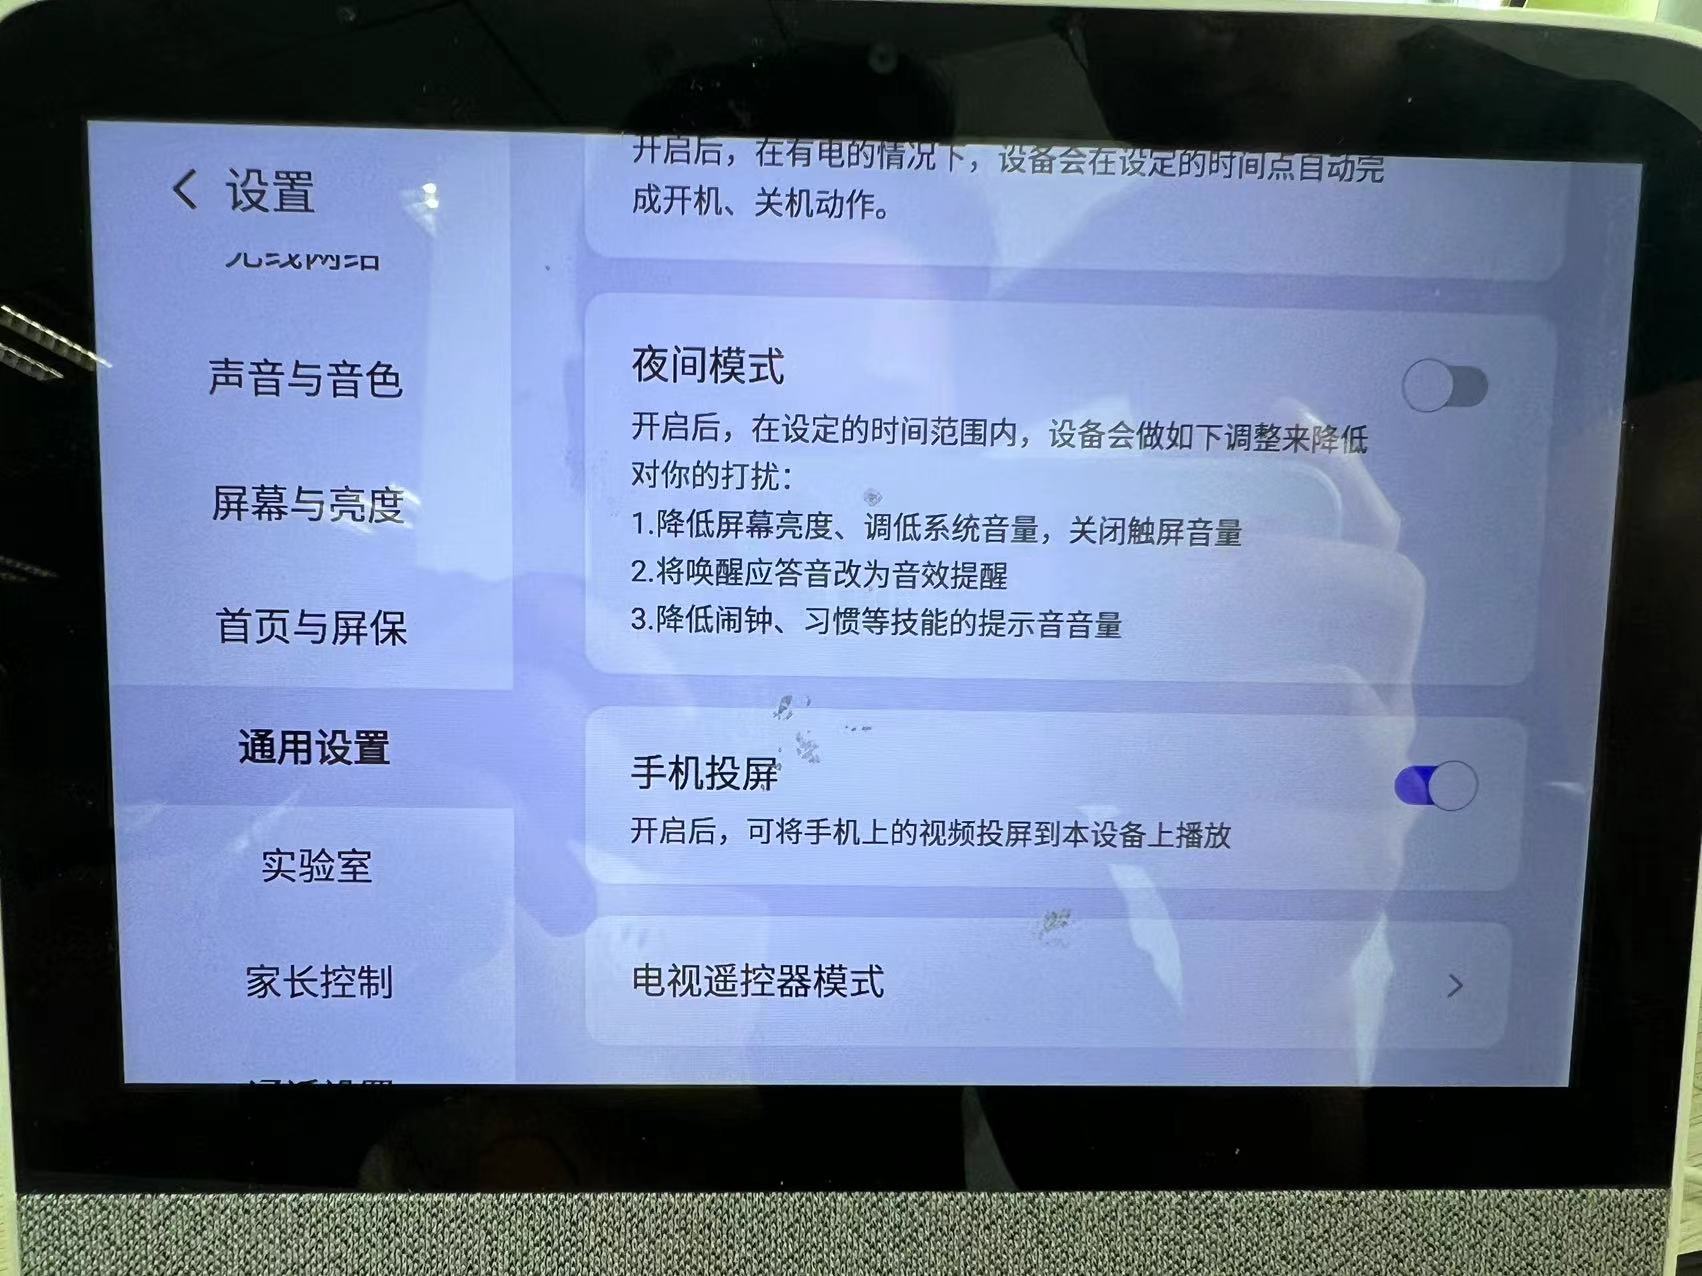 设置
无线网络
声音与音色
屏幕与亮度
首页与屏保
通用设置
实验室
家长控制
开启后，在有电的情况下，设备会在设定的时间点自动完
成开机、关机动作。
夜间模式
开启后，在设定的时间范围内，设备会做如下调整来降低
对你的打扰：
1.降低屏幕亮度、调低系统音量，关闭触屏音量
2.将唤醒应答音改为音效提醒
3.降低闹钟、习惯等技能的提示音音量
手机投屏
开启后，可将手机上的视频投屏到本设备上播放
电视遥控器模式